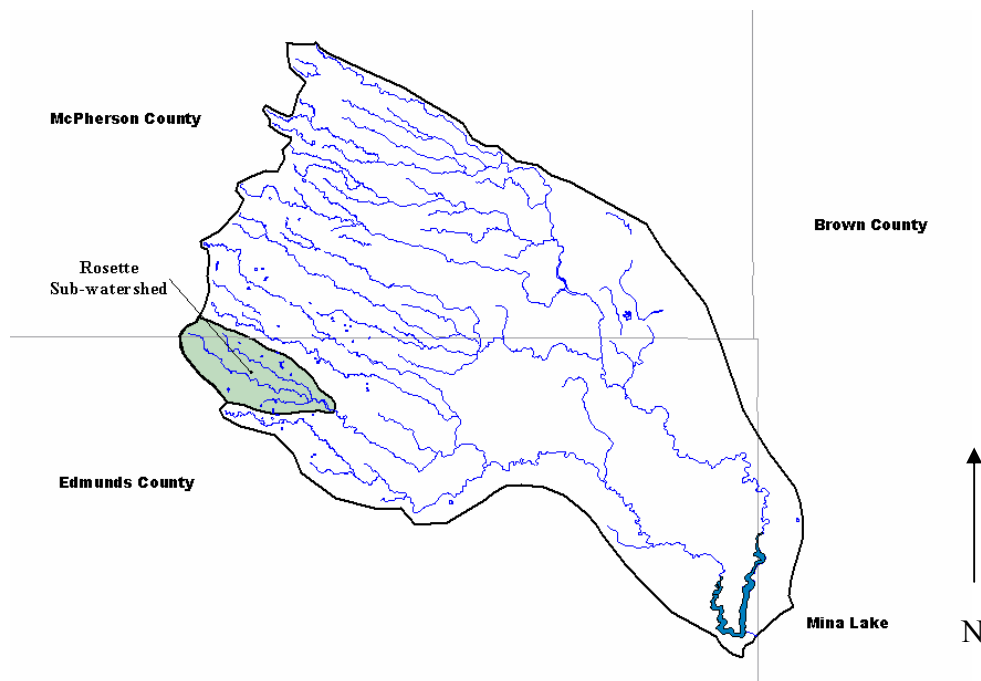 McPherson County
Brown County
Rosette
Sub-watershed
Edmunds County
Mina Lake
N